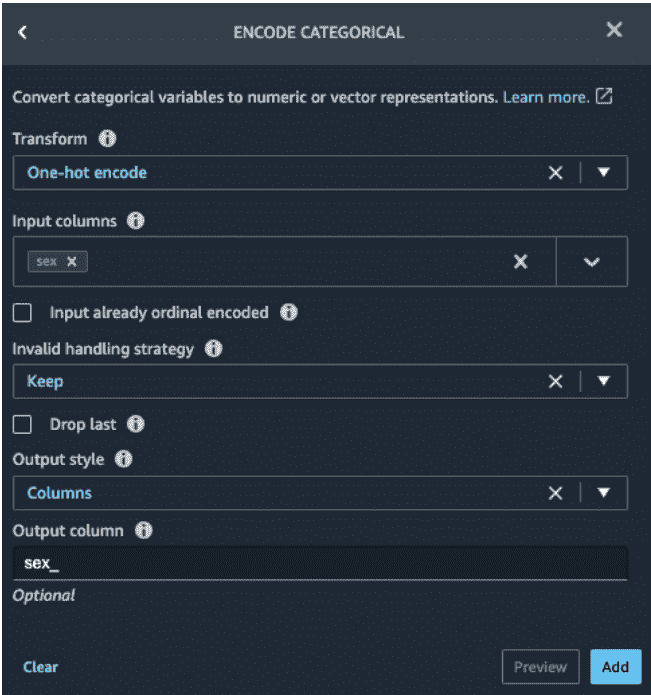 ENCODE CATEGORICAL
Convert categorical variables to numeric or vector representations. Learn more.
Transform
One-hot encode
Input columns
sex
Input already ordinal encoded
Invalid handling strategy
Keep
Drop last
Output style
Columns
Output column
sex_
Optional
Clear Preview Add